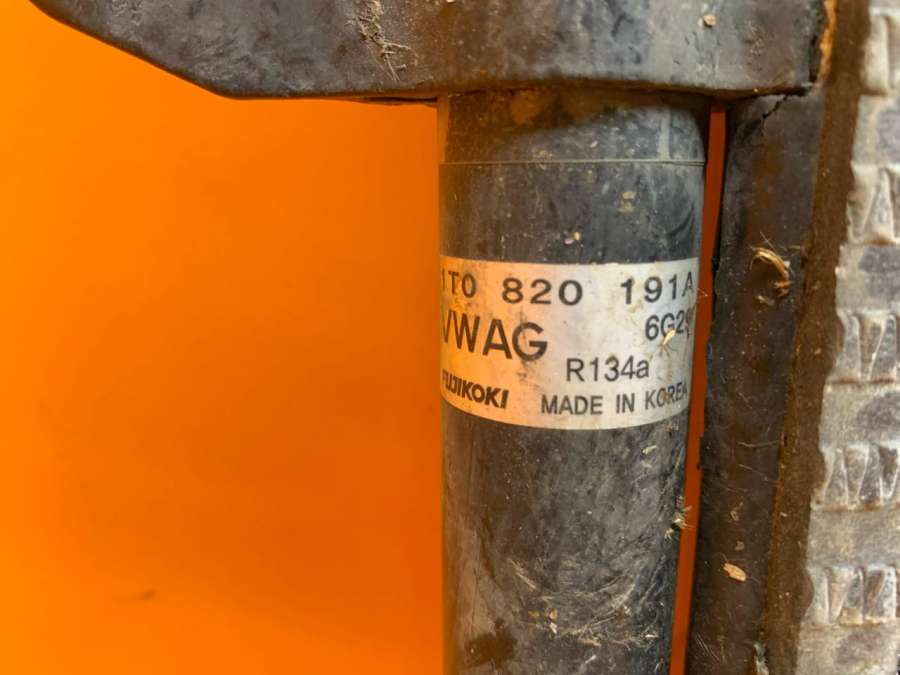 1T0 820 191A
VWAG 6G2
R134a
FUJIKOKI MADE IN KOREA